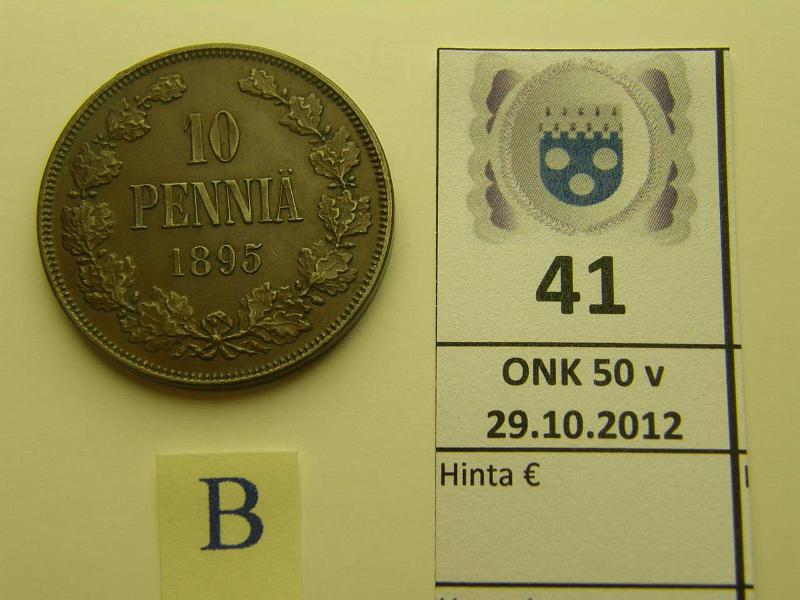 10
PENNIÄ
1895
41
ONK 50 v
29.10.2012
Hinta €
B